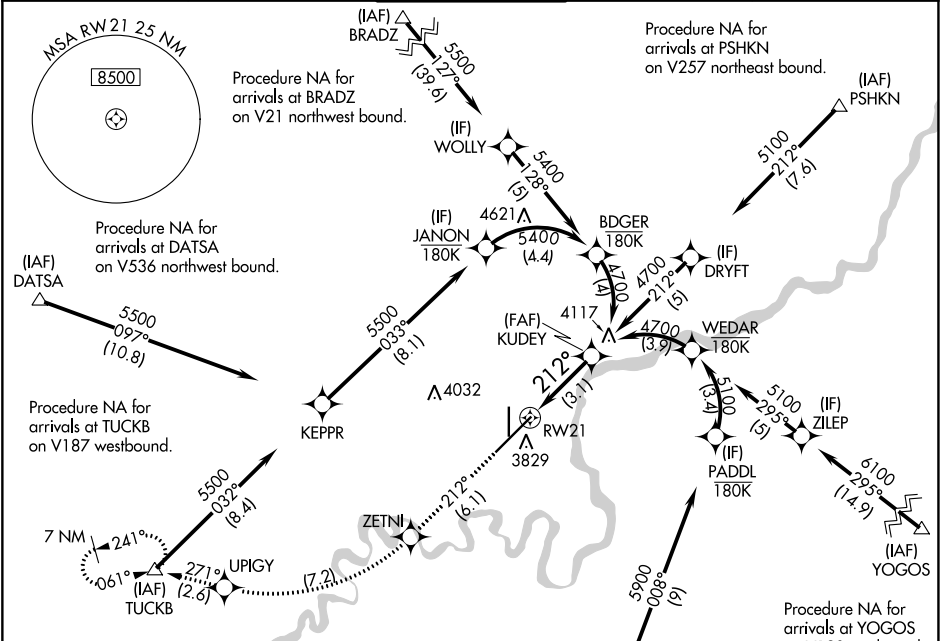 MSA RW 21 25 NM
8500
(IAF)
BRADZ
5500
127°
(39.6)
Procedure NA for
arrivals at BRADZ
on V21 northwest bound.
Procedure NA for
arrivals at PSHKN
on V257 northeast bound.
(IAF)
PSHKN
5100
212°
(7.6)
(IF)
WOLLY
5400
128°
(5)
Procedure NA for
arrivals at DATSA
on V536 northwest bound.
(IF)
JANON
180K
4621
5400
(4.4)
BDGER
180K
4700
(4)
(IF)
DRYFT
4700
212°
(5)
(IAF)
DATSA
5500
097°
(10.8)
5500
033°
(8.1)
4117
(FAF)
KUDEY
4700
(3.9)
WEDAR
180K
212°
(3.1)
4032
Procedure NA for
arrivals at TUCKB
on V187 westbound.
KEPPR
RW21
3829
5100
(3.4)
5100
295°
(5)
(IF)
ZILEP
(IF)
PADDL
180K
6100
295°
(14.9)
(IAF)
YOGOS
5500
032°
(8.4)
212°
(6.1)
ZETNI
7 NM
241°
061°
(IAF)
TUCKB
271°
(2.6)
UPIGY
(7.2)
5900
008°
(9)
Procedure NA for
arrivals at YOGOS